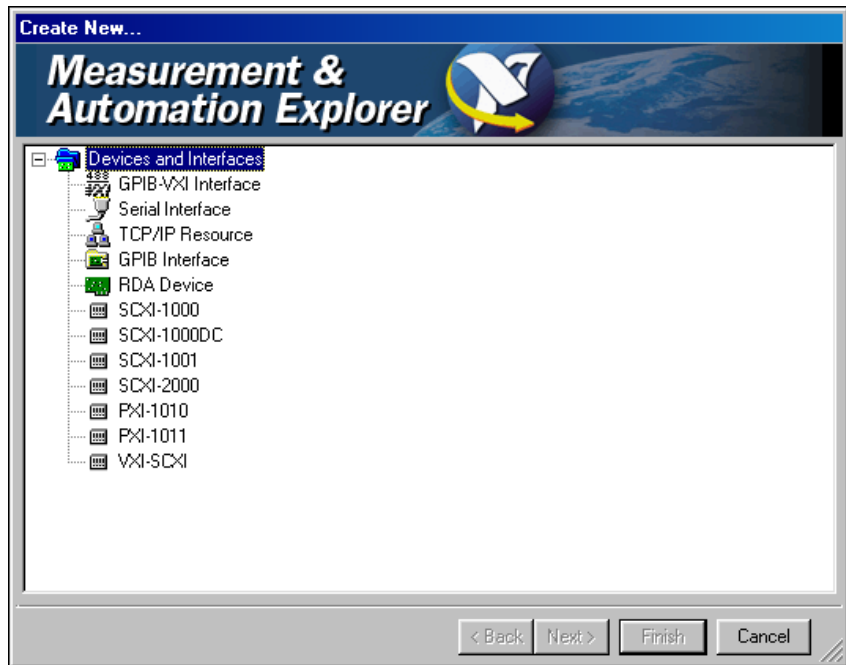 Create New...
Measurement &
Automation Explorer
Devices and Interfaces
488
GPIB-VXI Interface
Serial Interface
TCP/IP Resource
GPIB Interface
RDA Device
SCXI-1000
SCXI-1000DC
SCXI-1001
SCXI-2000
PXI-1010
PXI-1011
VXI-SCXI
< Back Next > Finish Cancel